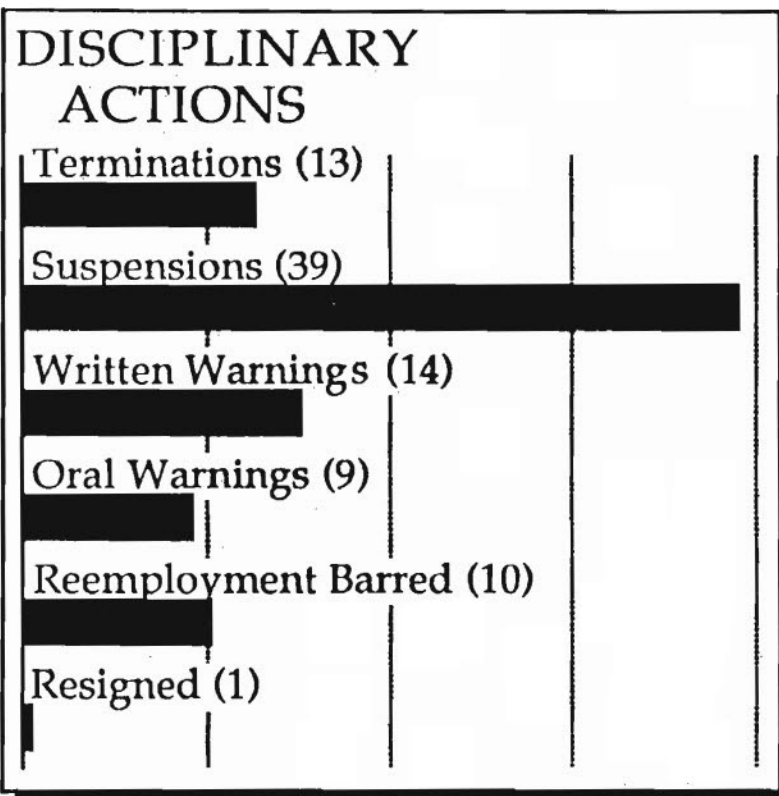 DISCIPLINARY
ACTIONS
Terminations (13)
Suspensions (39)
Written Warnings (14)
Oral Warnings (9)
Reemployment Barred (10)
Resigned (1)